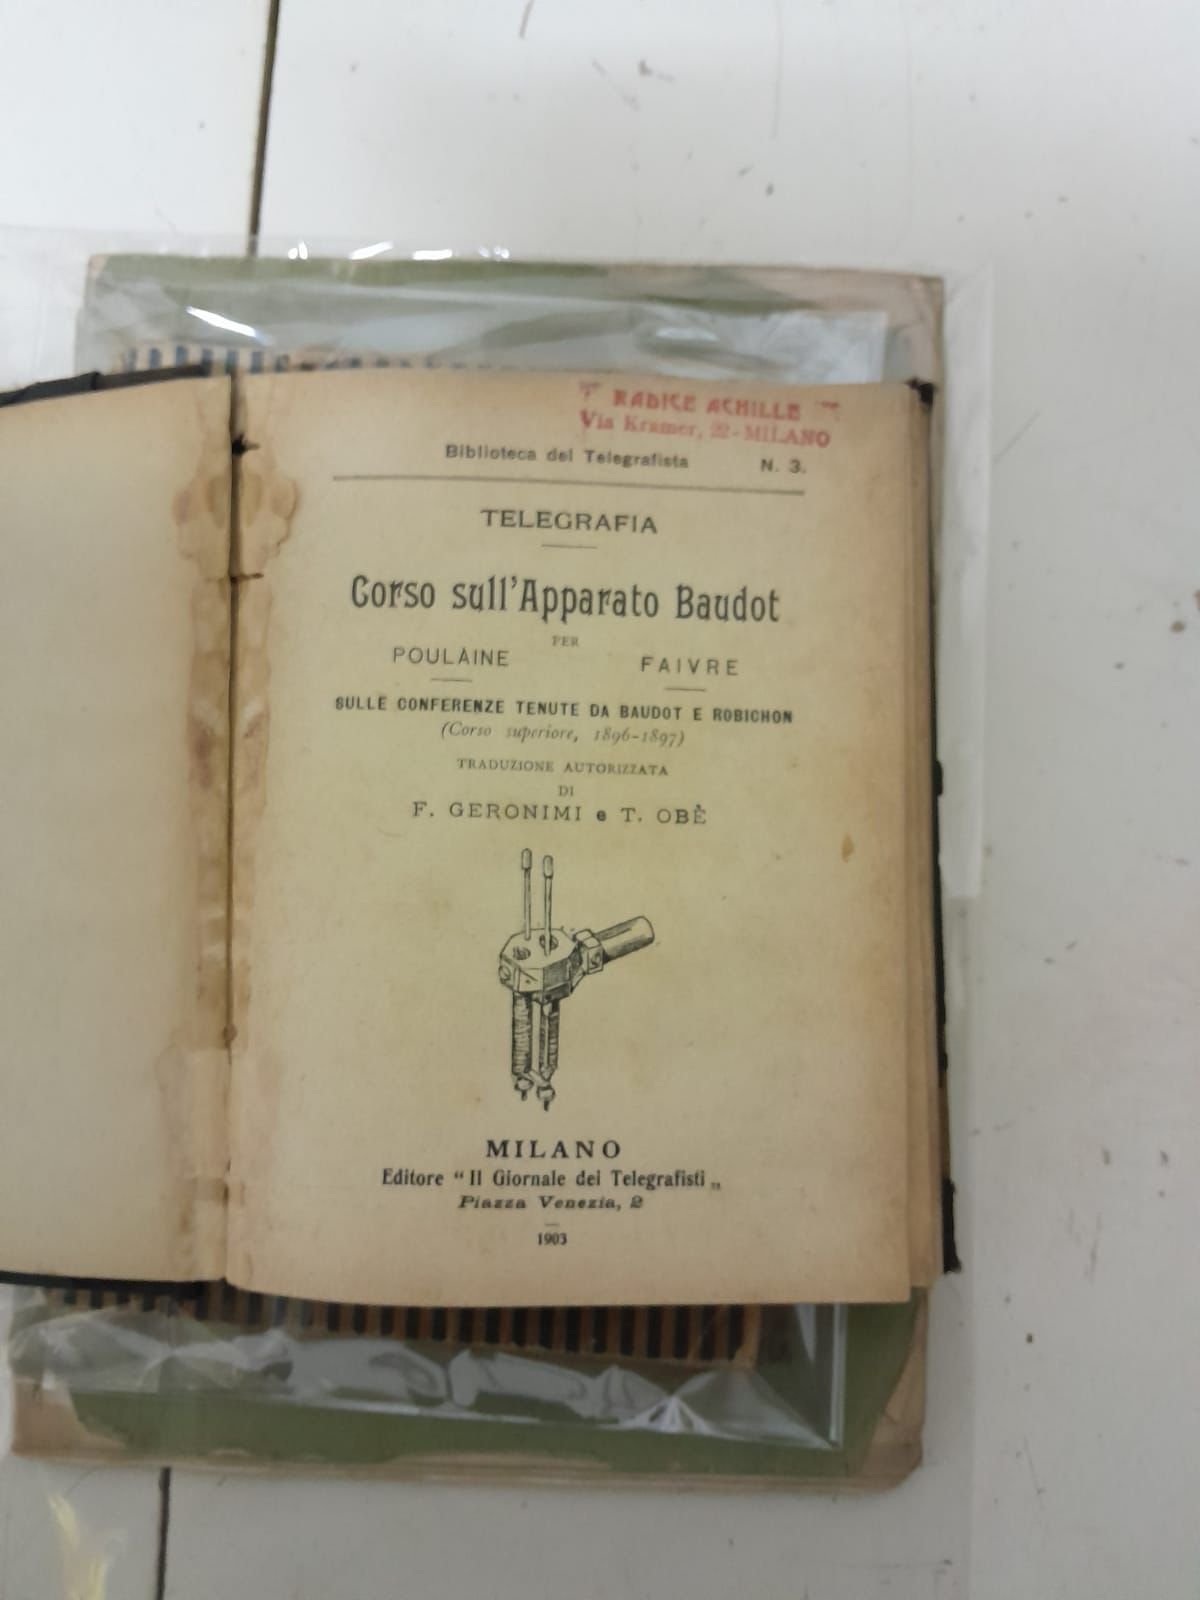 RADICE ACHILLE
Via Kramer, 22-MILANO
Biblioteca del Telegrafista N. 3.
TELEGRAFIA
Corso sull'Apparato Baudot
PER
POULAINE FAIVRE
SULLE CONFERENZE TENUTE DA BAUDOT E ROBICHON
(Corso superiore, 1896-1897)
TRADUZIONE AUTORIZZATA
DI
F. GERONIMI e T. OBÈ
MILANO
Editore "Il Giornale dei Telegrafisti „
Piazza Venezia, 2
1903